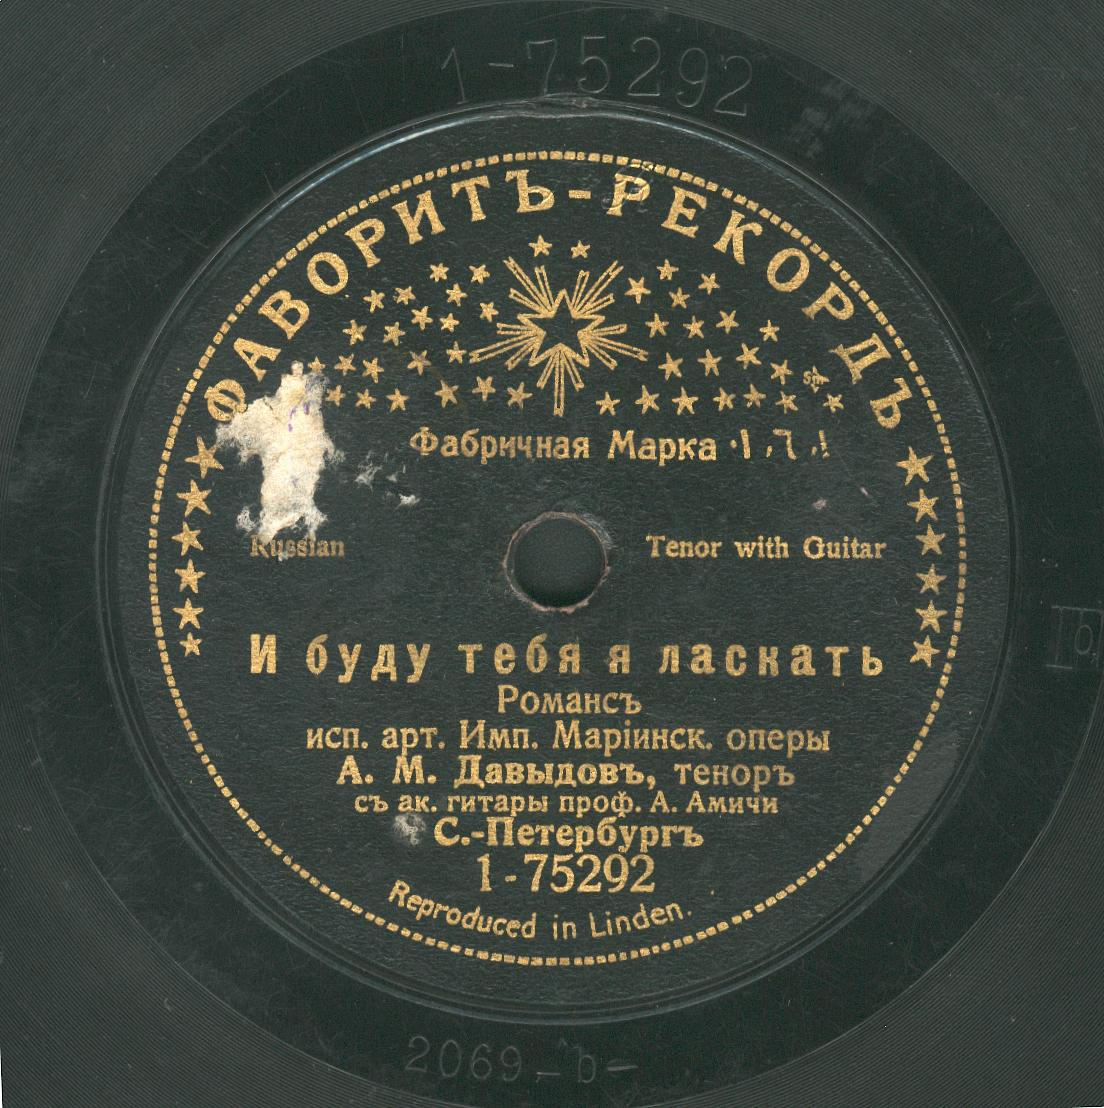 1-75292
ФАВОРИТЪ-РЕКОРДЪ
Фабричная Марка
Russian
Tenor with Guitar
И буду тебя я ласкать
Романсъ
исп. арт. Имп. Марiинск. оперы
А. М. Давыдовъ, теноръ
съ ак. гитары проф. А. Амичи
С.-Петербургъ
1-75292
Reproduced in Linden.
2069-b-